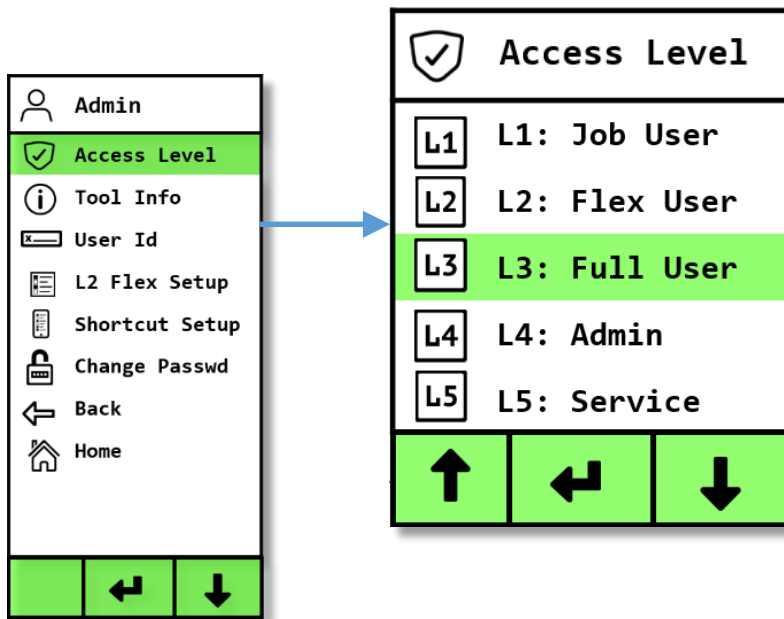 Admin
Access Level
Tool Info
User Id
L2 Flex Setup
Shortcut Setup
Change Passwd
Back
Home
Access Level
L1 L1: Job User
L2 L2: Flex User
L3 L3: Full User
L4 L4: Admin
L5 L5: Service